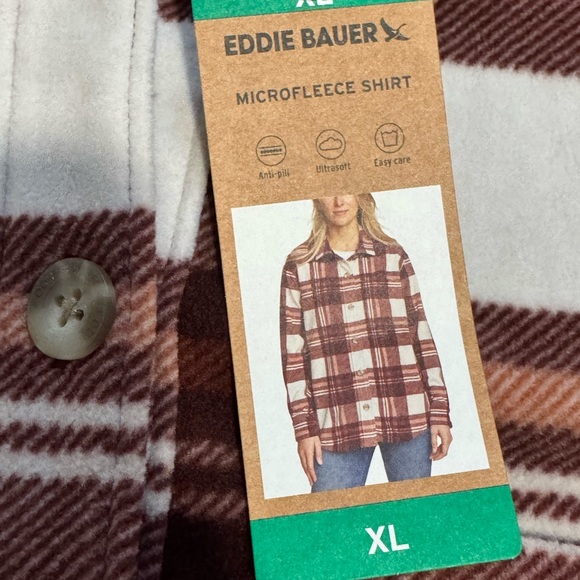 XL
EDDIE BAUER
MICROFLEECE SHIRT
Anti-pill Ultrasoft Easy care
XL